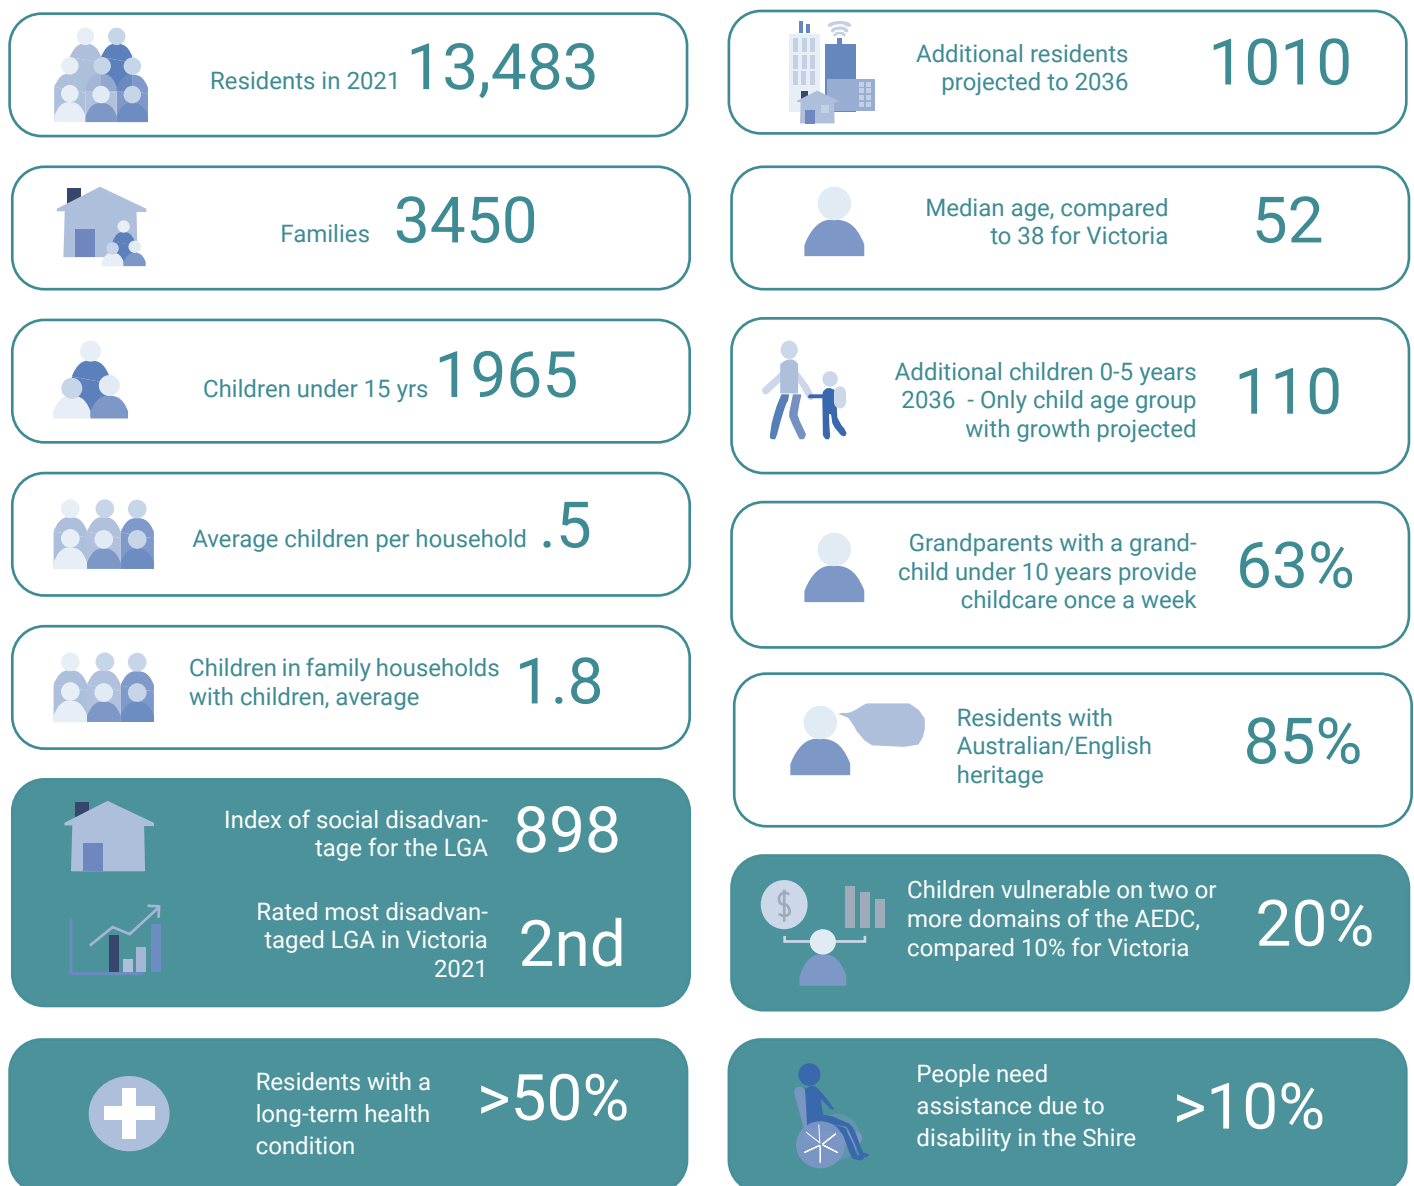 Residents in 2021 13,483
Families 3450
Children under 15 yrs 1965
Average children per household .5
Children in family households
with children, average
1.8
Index of social disadvan-
tage for the LGA
898
Rated most disadvan-
taged LGA in Victoria
2021
2nd
Residents with a
long-term health
condition
>50%
Additional residents
projected to 2036
1010
Median age, compared
to 38 for Victoria
52
Additional children 0-5 years
2036 - Only child age group
with growth projected
110
Grandparents with a grand-
child under 10 years provide
childcare once a week
63%
Residents with
Australian/English
heritage
85%
$
Children vulnerable on two or
more domains of the AEDC,
compared 10% for Victoria
20%
People need
assistance due to
disability in the Shire
>10%